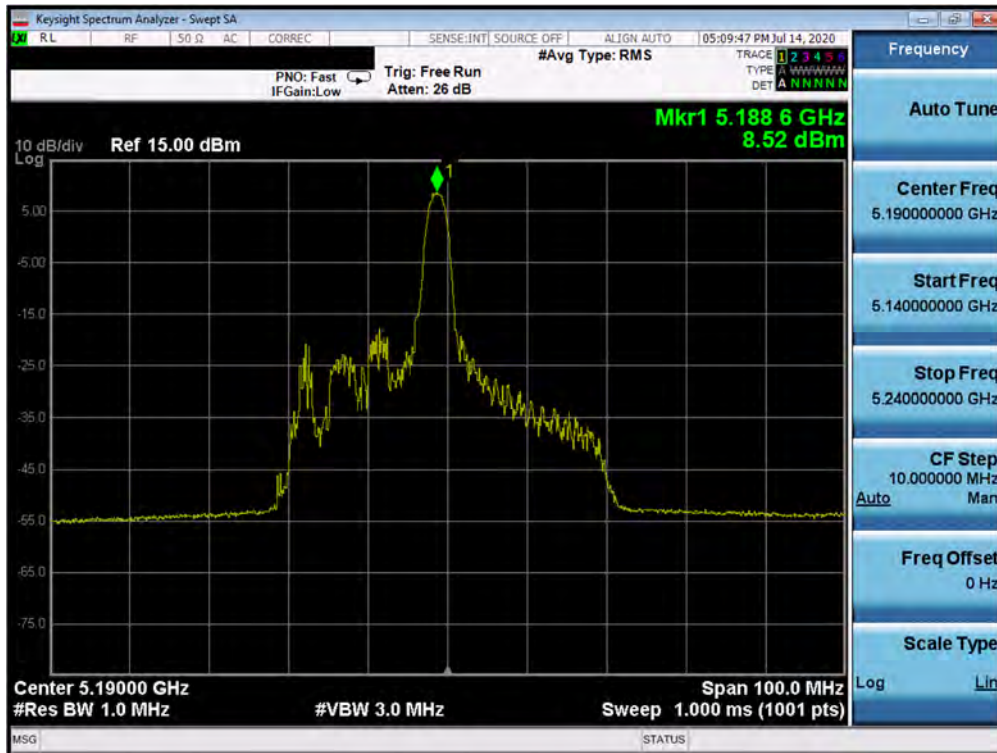 Keysight Spectrum Analyzer - Swept SA
RL RF 50 Ω AC CORREC SENSE:INT SOURCE OFF ALIGN AUTO 05:09:47 PM Jul 14, 2020
#Avg Type: RMS
TRACE 1 2 3 4 5 6
PNO: Fast Trig: Free Run
TYPE A WWWWW
IFGain:Low Atten: 26 dB
DET A N N N N N
Mkr1 5.188 6 GHz
8.52 dBm
10 dB/div Ref 15.00 dBm
Log
1
5.00
-5.00
-15.0
-25.0
-35.0
-45.0
-55.0
-65.0
-75.0
Center 5.19000 GHz Span 100.0 MHz
#Res BW 1.0 MHz #VBW 3.0 MHz Sweep 1.000 ms (1001 pts)
MSG STATUS
Frequency
Auto Tune
Center Freq
5.190000000 GHz
Start Freq
5.140000000 GHz
Stop Freq
5.240000000 GHz
CF Step
10.000000 MHz
Auto Man
Freq Offset
0 Hz
Scale Type
Log Lin